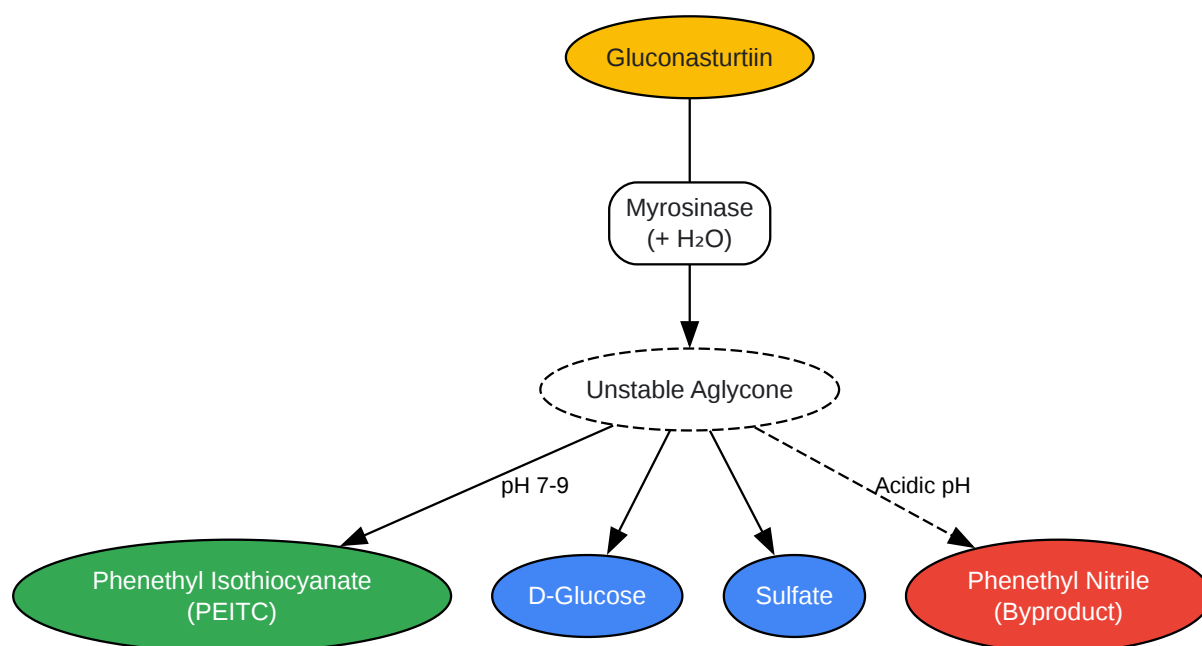 Gluconasturtiin
Myrosinase
(+ H₂O)
Unstable Aglycone
pH 7-9
Acidic pH
Phenethyl Isothiocyanate
(PEITC)
D-Glucose
Sulfate
Phenethyl Nitrile
(Byproduct)